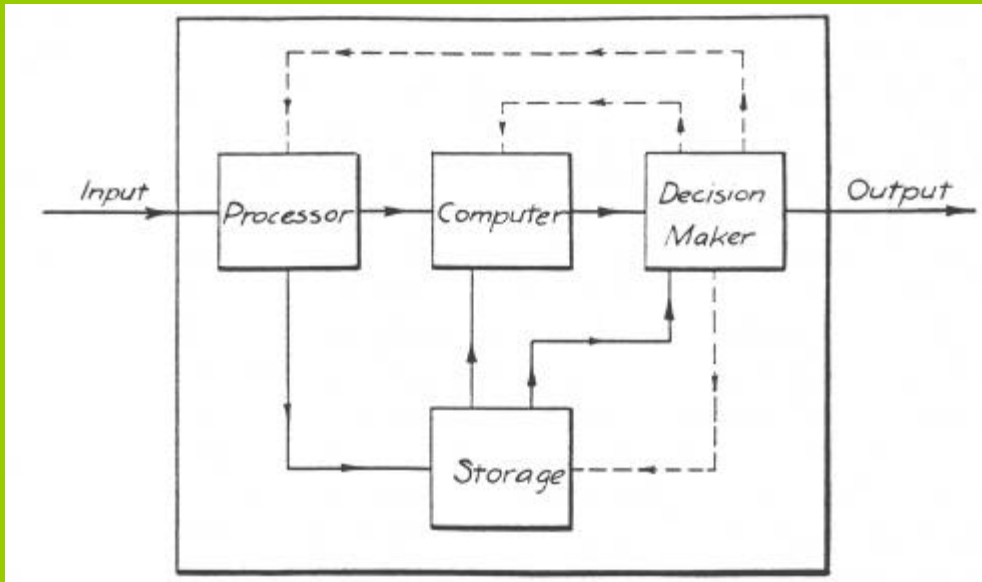 Input
Processor
Computer
Decision
Maker
Output
Storage